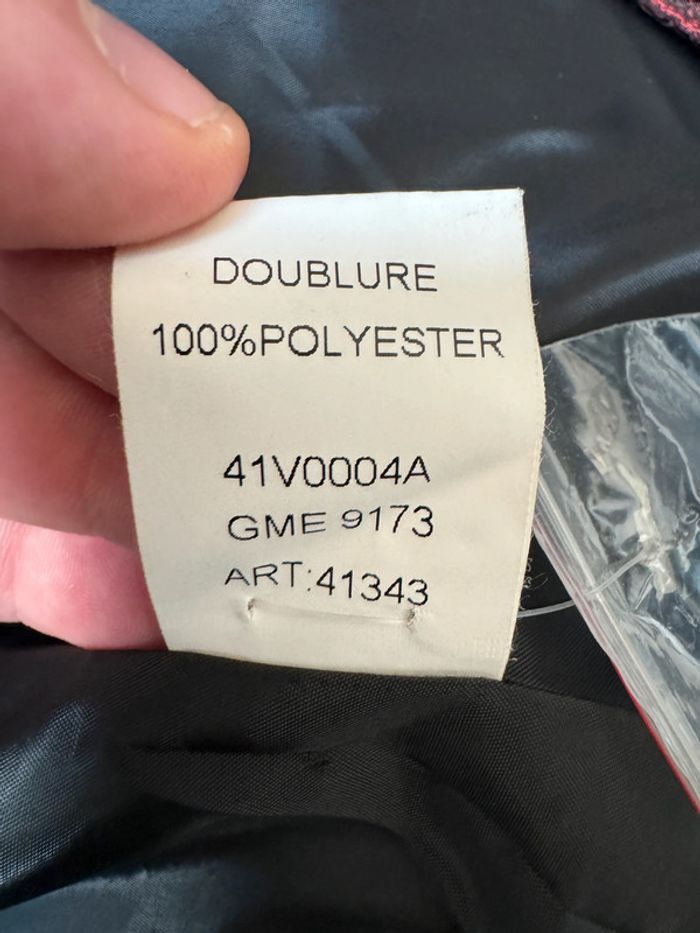 DOUBLURE
100%POLYESTER
41V0004A
GME 9173
ART:41343